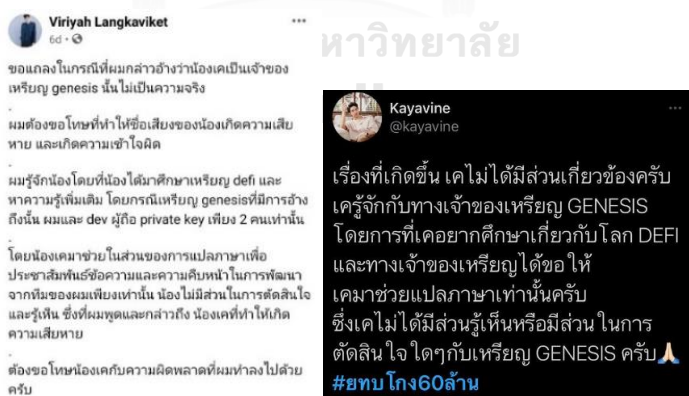 Viriyah Langkaviket
6d
ขอแถลงในกรณีที่ผมกล่าวอ้างว่าน้องเคเป็นเจ้าของ
เหรียญ genesis นั้นไม่เป็นความจริง
.
ผมต้องขอโทษที่ทำให้ชื่อเสียงของน้องเกิดความเสีย
หาย และเกิดความเข้าใจผิด
.
ผมรู้จักน้องโดยที่น้องได้มาศึกษาเหรียญ defi และ
หาความรู้เพิ่มเติม โดยกรณีเหรียญ genesisที่มีการอ้าง
ถึงนั้น ผมและ dev ผู้ถือ private key เพียง 2 คนเท่านั้น
.
โดยน้องเคมาช่วยในส่วนของการแปลภาษาเพื่อ
ประชาสัมพันธ์ข้อความและความคืบหน้าในการพัฒนา
จากทีมของผมเพียงเท่านั้น น้องไม่มีส่วนในการตัดสินใจ
และรู้เห็น ซึ่งที่ผมพูดและกล่าวถึง น้องเคที่ทำให้เกิด
ความเสียหาย
.
ต้องขอโทษน้องเคกับความผิดพลาดที่ผมทำลงไปด้วย
ครับ
หาวิทยาลัย
Kayavine
@kayavine
เรื่องที่เกิดขึ้น เคไม่ได้มีส่วนเกี่ยวข้องครับ
เครู้จักกับทางเจ้าของเหรียญ GENESIS
โดยการที่เคอยากศึกษาเกี่ยวกับโลก DEFI
และทางเจ้าของเหรียญได้ขอให้
เคมาช่วยแปลภาษาเท่านั้นครับ
ซึ่งเคไม่ได้มีส่วนรู้เห็นหรือมีส่วนในการ
ตัดสินใจใดๆกับเหรียญ GENESIS ครับ🙏🏻
#ยทบโกง60ล้าน